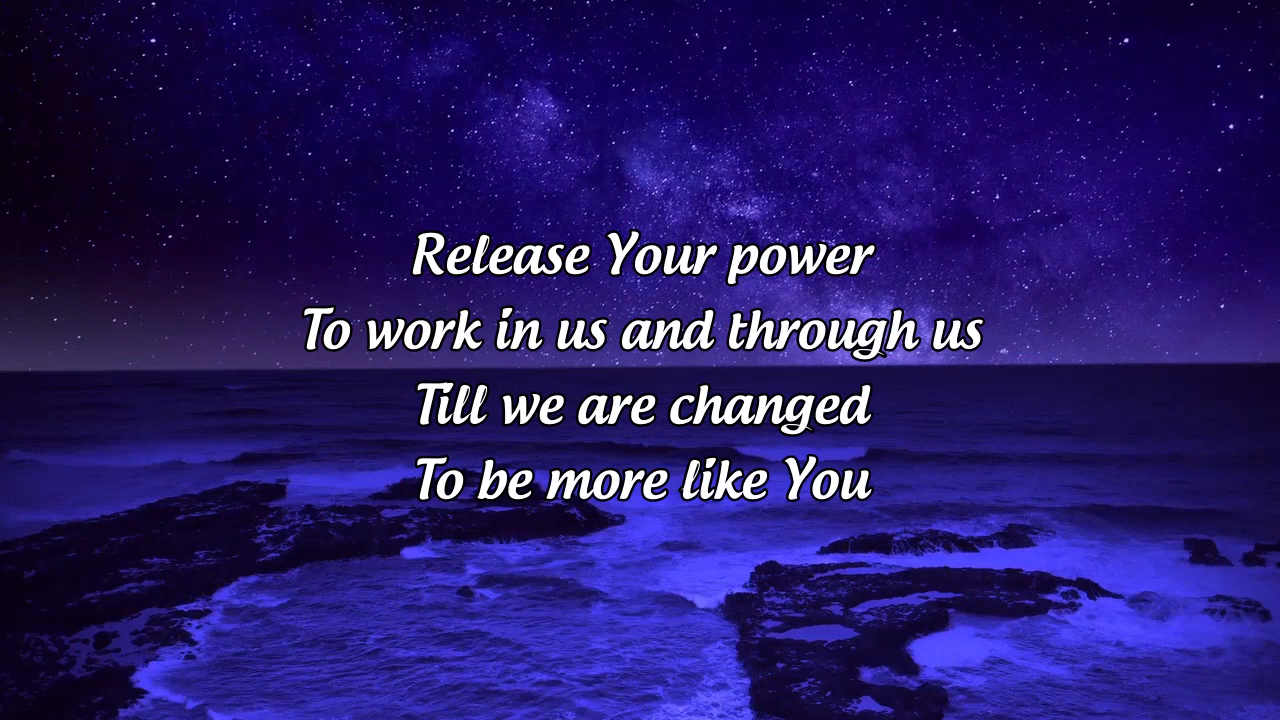 Release Your power
To work in us and through us
Till we are changed
To be more like You